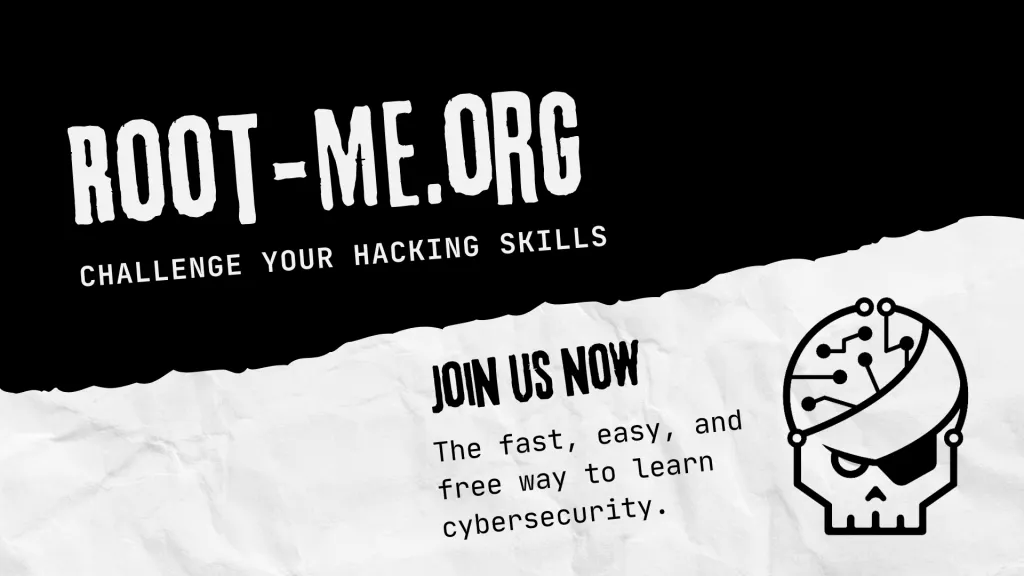 ROOT-ME.ORG
CHALLENGE YOUR HACKING SKILLS
JOIN US NOW
The fast, easy, and
free way to learn
cybersecurity.